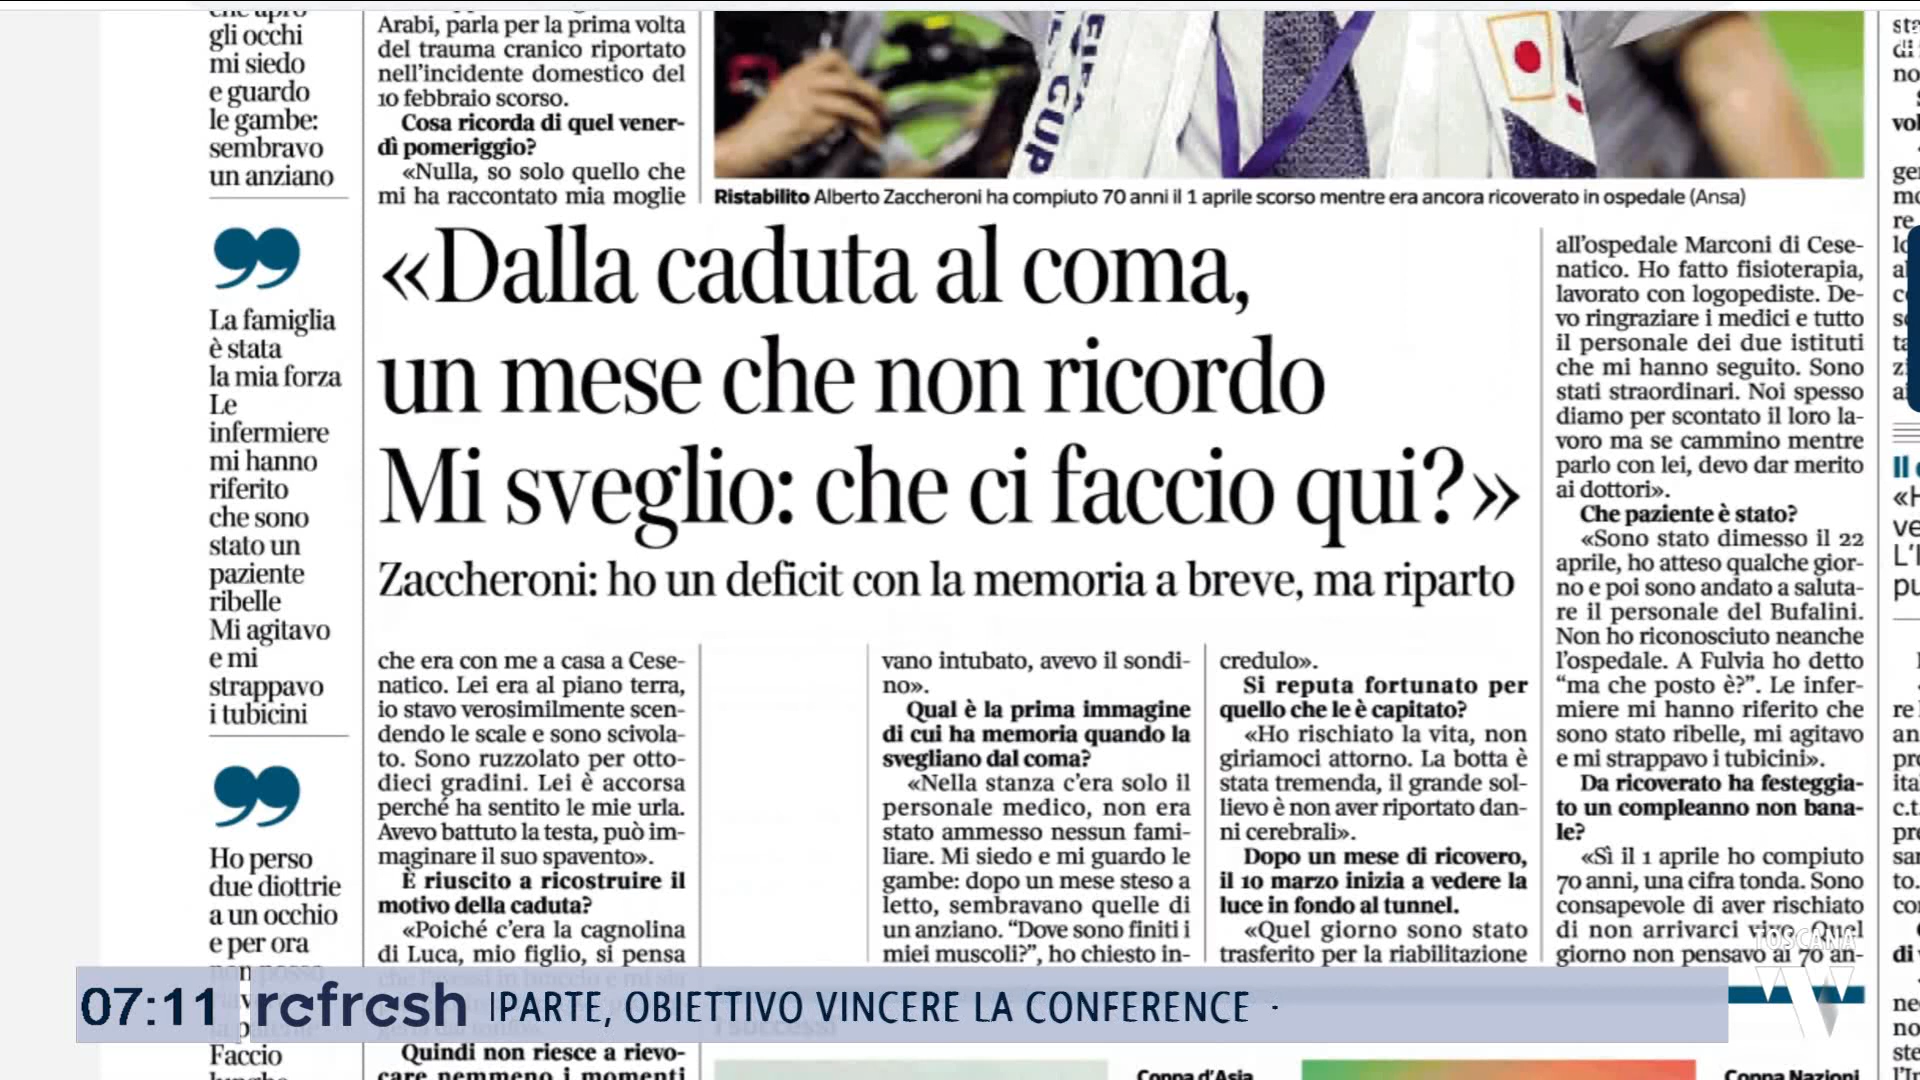 che apro
gli occhi
mi siedo
e guardo
le gambe:
sembravo
un anziano
La famiglia
è stata
la mia forza
Le
infermiere
mi hanno
riferito
che sono
stato un
paziente
ribelle
Mi agitavo
e mi
strappavo
i tubicini
Ho perso
due diottrie
a un occhio
e per ora
non posso
Faccio
Arabi, parla per la prima volta
del trauma cranico riportato
nell'incidente domestico del
10 febbraio scorso.
Cosa ricorda di quel vener-
dì pomeriggio?
«Nulla, so solo quello che
mi ha raccontato mia moglie
CUP
Ristabilito Alberto Zaccheroni ha compiuto 70 anni il 1 aprile scorso mentre era ancora ricoverato in ospedale (Ansa)
«Dalla caduta al coma,
un mese che non ricordo
Mi sveglio: che ci faccio qui?»
Zaccheroni: ho un deficit con la memoria a breve, ma riparto
che era con me a casa a Cese-
natico. Lei era al piano terra,
io stavo verosimilmente scen-
dendo le scale e sono scivola-
to. Sono ruzzolato per otto-
dieci gradini. Lei è accorsa
perché ha sentito le mie urla.
Avevo battuto la testa, può im-
maginare il suo spavento».
È riuscito a ricostruire il
motivo della caduta?
«Poiché c'era la cagnolina
di Luca, mio figlio, si pensa
Quindi non riesce a rievo-
care nemmeno i momenti
vano intubato, avevo il sondi-
no».
Qual è la prima immagine
di cui ha memoria quando la
svegliano dal coma?
«Nella stanza c'era solo il
personale medico, non era
stato ammesso nessun fami-
liare. Mi siedo e mi guardo le
gambe: dopo un mese steso a
letto, sembravano quelle di
un anziano. “Dove sono finiti i
miei muscoli?”, ho chiesto in-
credulo».
Si reputa fortunato per
quello che le è capitato?
«Ho rischiato la vita, non
giriamoci attorno. La botta è
stata tremenda, il grande sol-
lievo è non aver riportato dan-
ni cerebrali».
Dopo un mese di ricovero,
il 10 marzo inizia a vedere la
luce in fondo al tunnel.
«Quel giorno sono stato
trasferito per la riabilitazione
all'ospedale Marconi di Cese-
natico. Ho fatto fisioterapia,
lavorato con logopediste. De-
vo ringraziare i medici e tutto
il personale dei due istituti
che mi hanno seguito. Sono
stati straordinari. Noi spesso
diamo per scontato il loro la-
voro ma se cammino mentre
parlo con lei, devo dar merito
ai dottori».
Che paziente è stato?
«Sono stato dimesso il 22
aprile, ho atteso qualche gior-
no e poi sono andato a saluta-
re il personale del Bufalini.
Non ho riconosciuto neanche
l'ospedale. A Fulvia ho detto
“ma che posto è?”. Le infer-
miere mi hanno riferito che
sono stato ribelle, mi agitavo
e mi strappavo i tubicini».
Da ricoverato ha festeggia-
to un compleanno non bana-
le?
«Sì il 1 aprile ho compiuto
70 anni, una cifra tonda. Sono
consapevole di aver rischiato
di non arrivarci vivo. Quel
giorno non pensavo ai 70 an-
i successi
Coppa d'Asia
Coppa Nazioni
TOSCANA
07:11 refresh PARTE, OBIETTIVO VINCERE LA CONFERENCE -